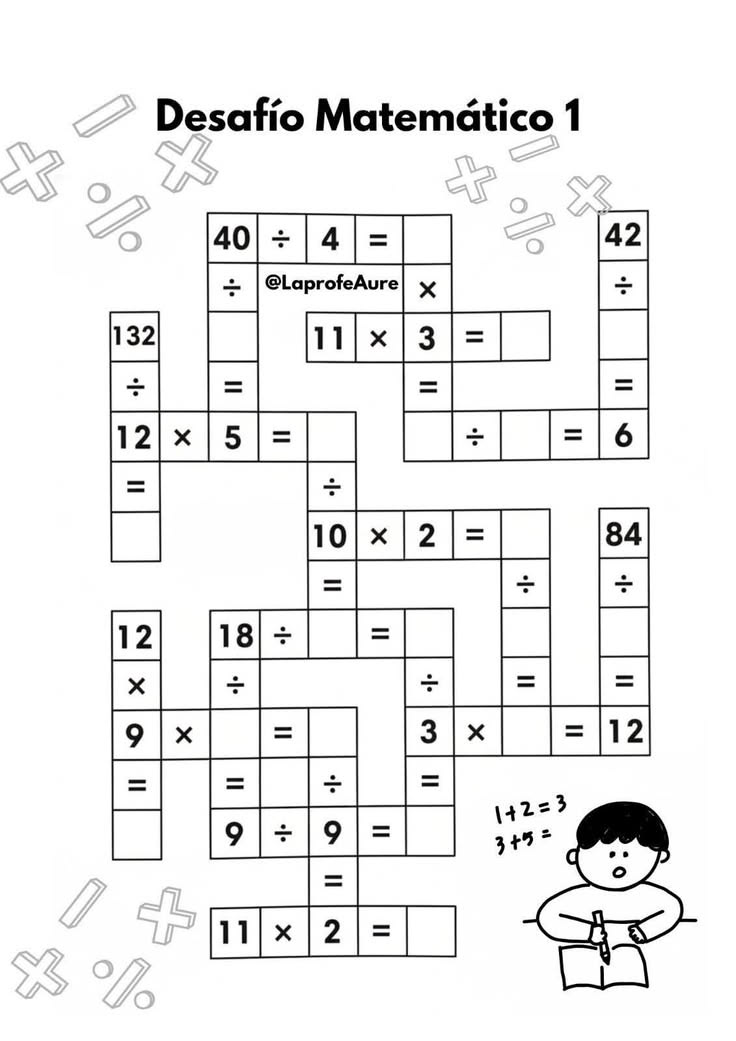 Desafío Matemático 1
40 ÷ 4 = 42
÷ @LaprofeAure × ÷
132 11 × 3 =
÷ = = =
12 × 5 = ÷ = 6
= ÷
10 × 2 = 84
= ÷ ÷
12 18 ÷ =
× ÷ ÷ = =
9 × = 3 × = 12
= = ÷ =
9 ÷ 9 =
=
11 × 2 =
1+2=3
3+5=